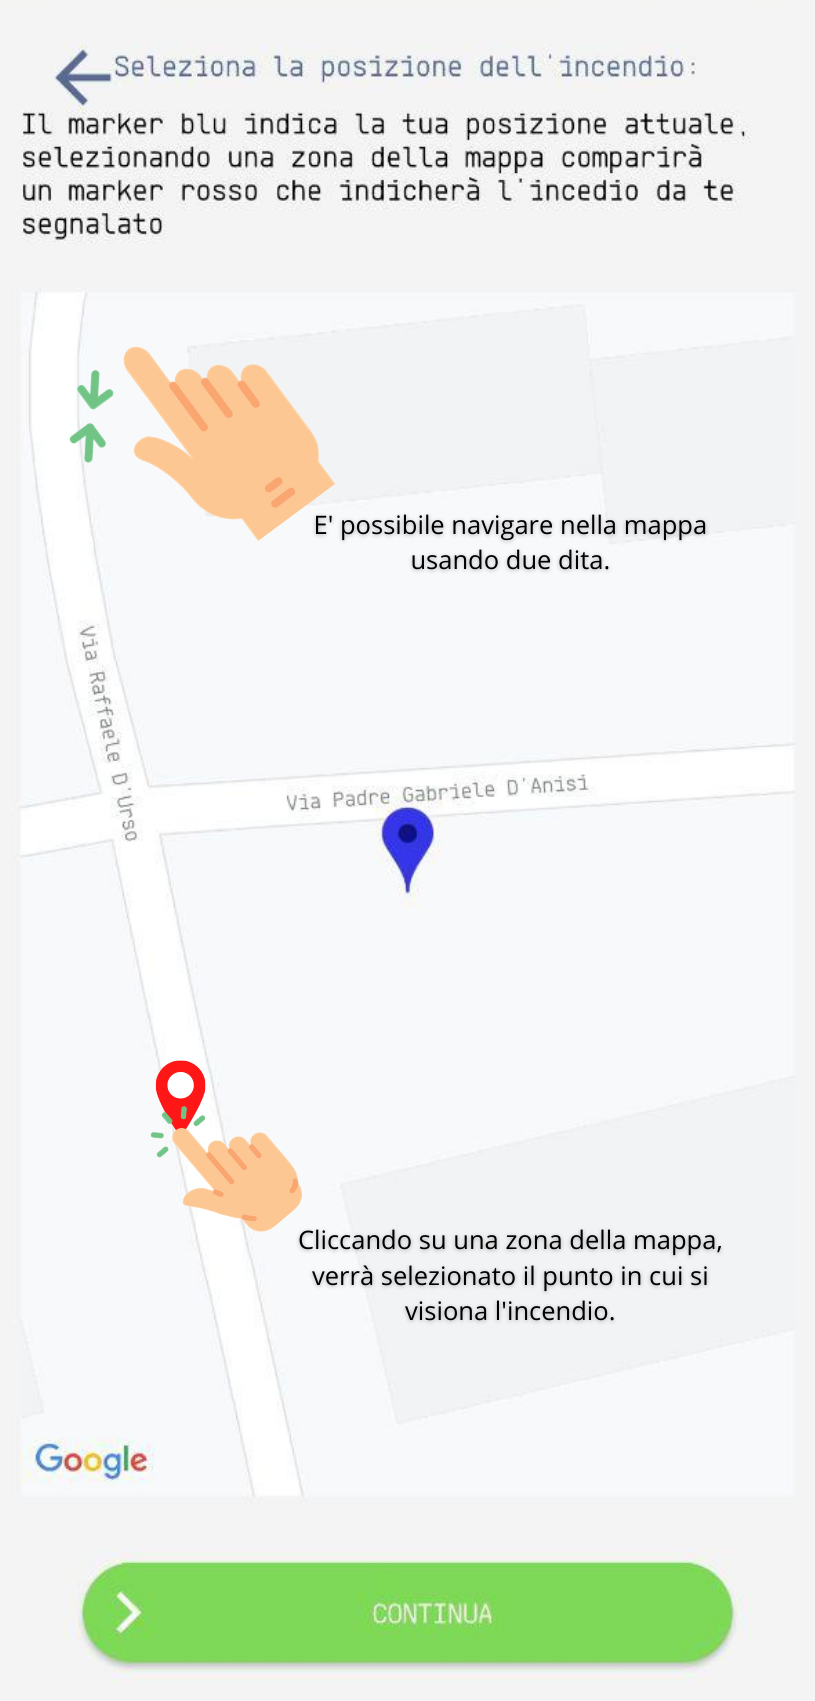 Seleziona la posizione dell'incendio:
Il marker blu indica la tua posizione attuale,
selezionando una zona della mappa comparirà
un marker rosso che indicherà l'incedio da te
segnalato
E' possibile navigare nella mappa
usando due dita.
Via Raffaele D'Urso
Via Padre Gabriele D'Anisi
Cliccando su una zona della mappa,
verrà selezionato il punto in cui si
visiona l'incendio.
Google
CONTINUA